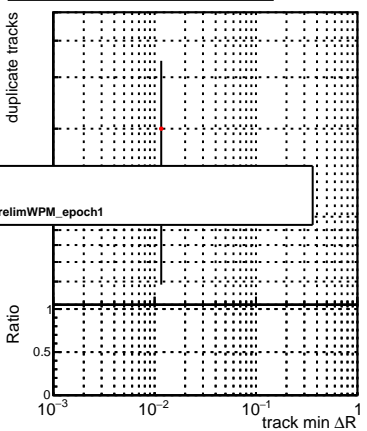 duplicate tracks
relimWPM_epoch1
Ratio
1
0.5
0
10⁻³ 10⁻² 10⁻¹ 1
track min ΔR